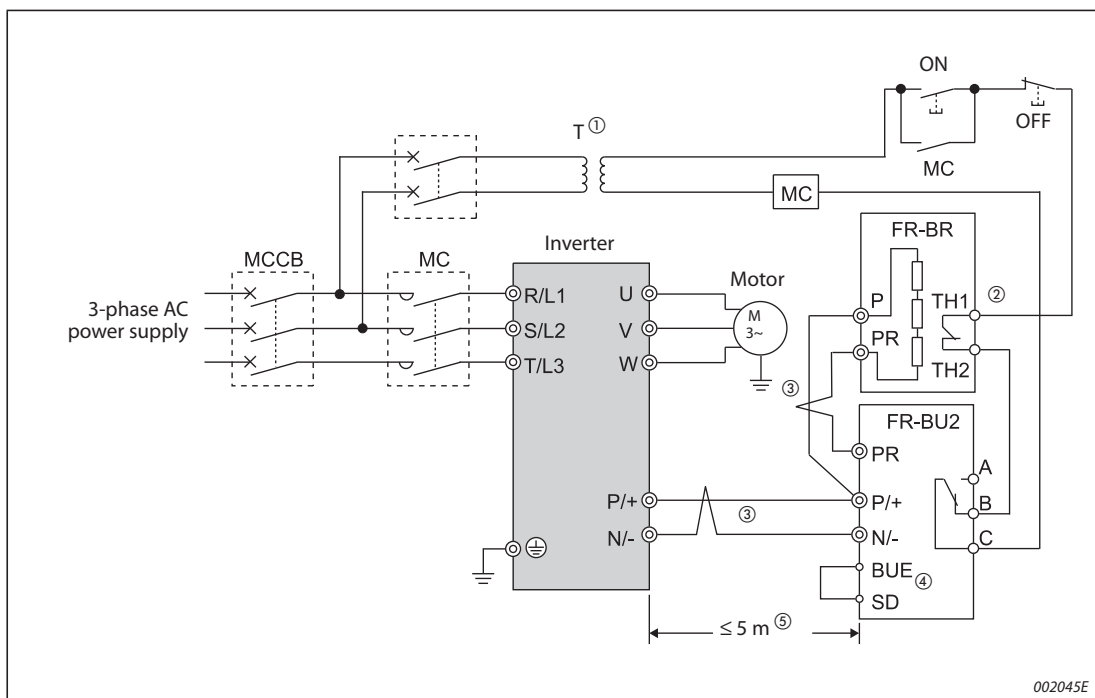 ON
T ①
OFF
MC
MC
FR-BR
Inverter
MCCB
MC
Motor
3-phase AC
power supply
R/L1
U
P
TH1
②
M
3~
S/L2
V
PR
T/L3
W
TH2
③
FR-BU2
PR
A
P/+
③
P/+
B
N/-
N/-
C
BUE ④
SD
≤ 5 m ⑤
002045E